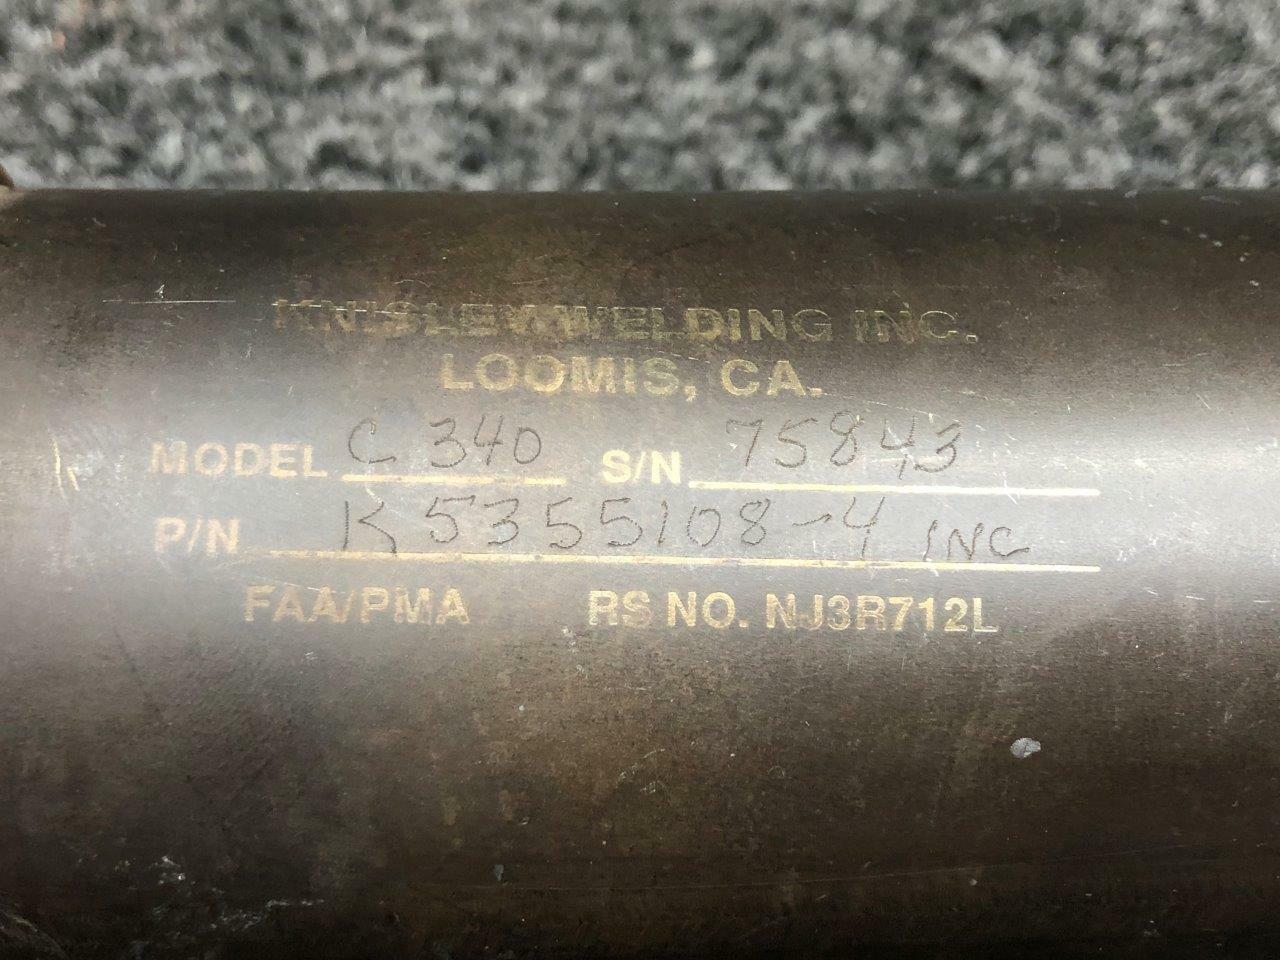 KNISLEY WELDING INC.
LOOMIS, CA.
MODEL C 340 S/N 75843
P/N K5355108-4 INC
FAA/PMA RS NO. NJ3R712L